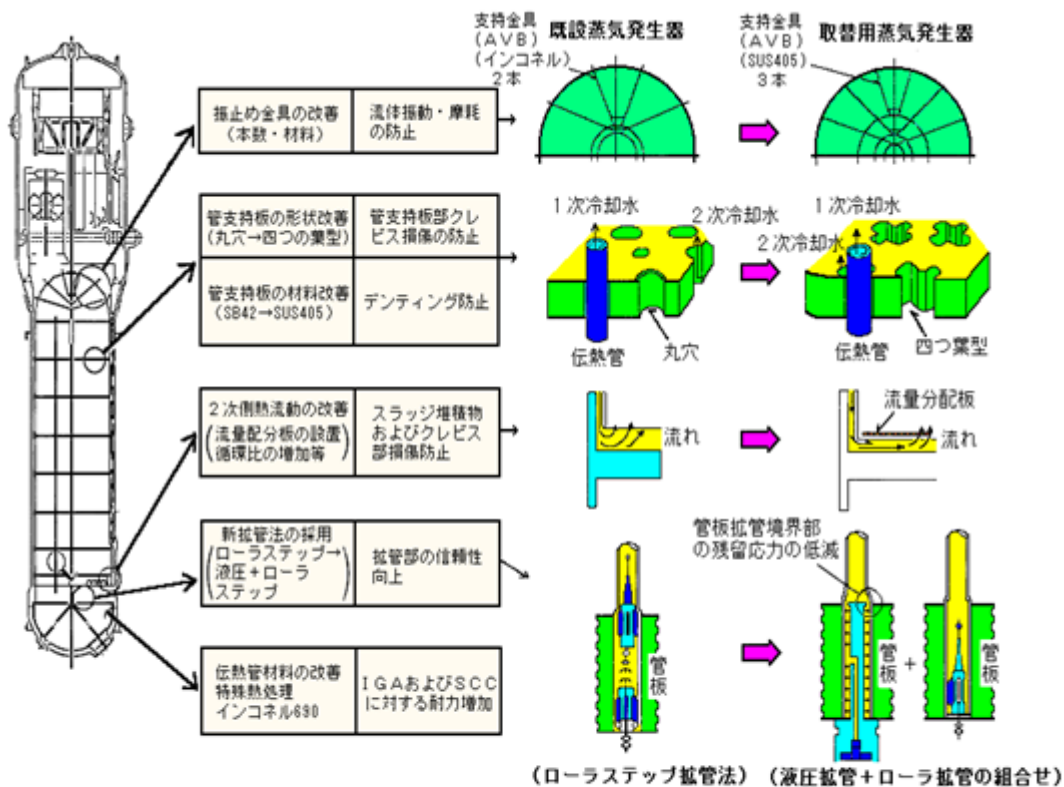 支持金具
(AVB)
(インコネル)
2本
既設蒸気発生器
支持金具
(AVB)
(SUS405)
3本
取替用蒸気発生器
振止め金具の改善
(本数・材料)
流体振動・摩耗
の防止
管支持板の形状改善
(丸穴→四つの葉型)
管支持板部クレ
ビス損傷の防止
管支持板の材料改善
(SB42→SUS405)
デンティング防止
1次冷却水
2次冷却水
伝熱管
丸穴
1次冷却水
2次冷却水
伝熱管
四つ葉型
2次側熱流動の改善
(流量配分板の設置
循環比の増加等)
スラッジ堆積物
およびクレビス
部損傷防止
流れ
流量分配板
流れ
新拡管法の採用
(ローラステップ→
液圧+ローラ
ステップ)
拡管部の信頼性
向上
管板
管板拡管境界部
の残留応力の低減
管板
+
管板
伝熱管材料の改善
特殊熱処理
インコネル690
IGAおよびSCC
に対する耐力増加
(ローラステップ拡管法)
(液圧拡管+ローラ拡管の組合せ)